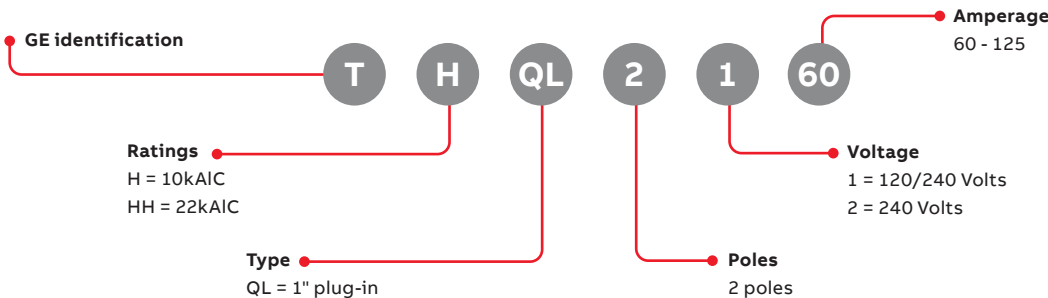 GE identification
Amperage
60 - 125
T H QL 2 1 60
Ratings
H = 10kAIC
HH = 22kAIC
Voltage
1 = 120/240 Volts
2 = 240 Volts
Type
QL = 1" plug-in
Poles
2 poles